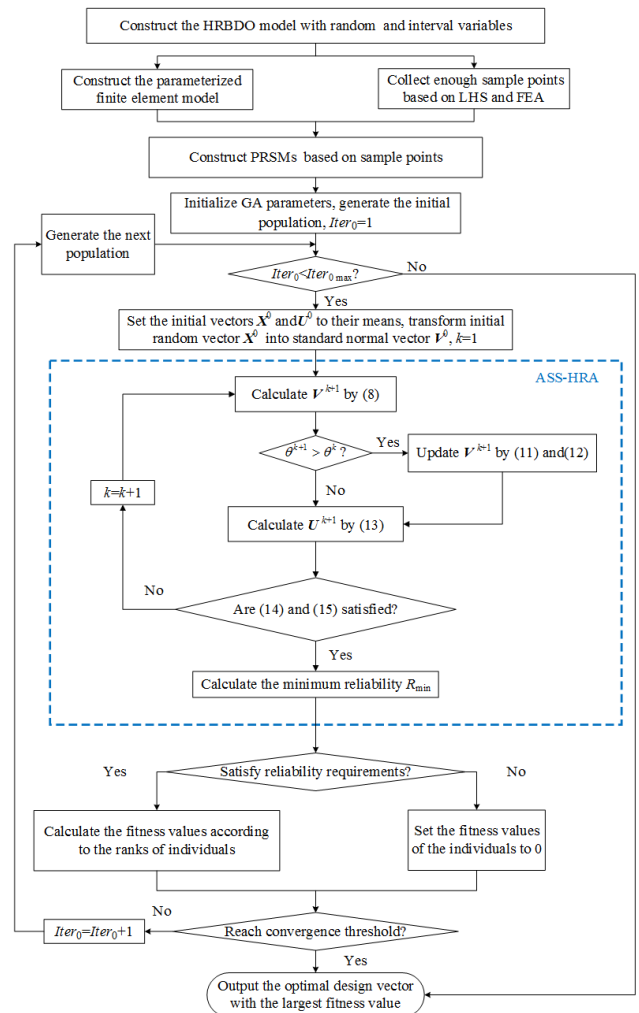 Construct the HRBDO model with random and interval variables
Construct the parameterized
finite element model
Collect enough sample points
based on LHS and FEA
Construct PRSMs based on sample points
Initialize GA parameters, generate the initial
population, Iter₀=1
Generate the next
population
Iter₀<Iter₀ max?
No
Yes
Set the initial vectors X⁰ and U⁰ to their means, transform initial
random vector X⁰ into standard normal vector V⁰, k=1
ASS-HRA
Calculate V^k+1 by (8)
θ^k+1 > θ^k ?
Yes
Update V^k+1 by (11) and(12)
k=k+1
No
Calculate U^k+1 by (13)
No
Are (14) and (15) satisfied?
Yes
Calculate the minimum reliability R_min
Yes
Satisfy reliability requirements?
No
Calculate the fitness values according
to the ranks of individuals
Set the fitness values
of the individuals to 0
No
Iter₀=Iter₀+1
Reach convergence threshold?
Yes
Output the optimal design vector
with the largest fitness value